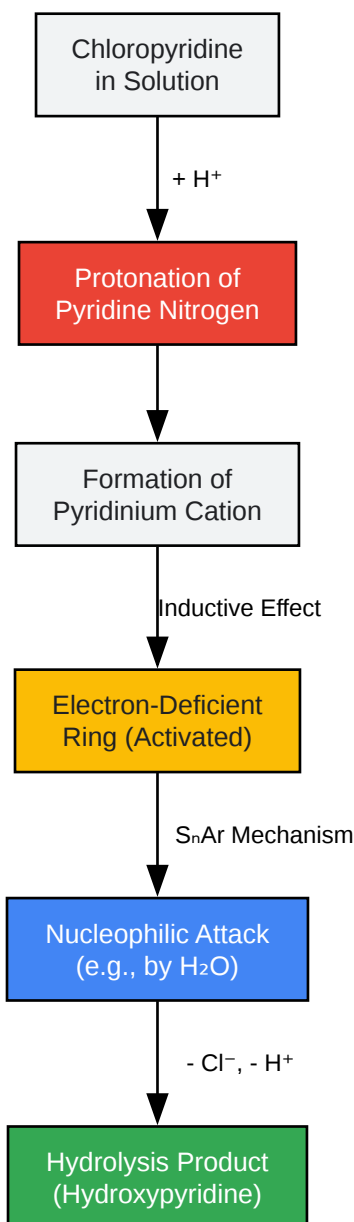 Chloropyridine
in Solution
+ H⁺
Protonation of
Pyridine Nitrogen
Formation of
Pyridinium Cation
Inductive Effect
Electron-Deficient
Ring (Activated)
SₙAr Mechanism
Nucleophilic Attack
(e.g., by H₂O)
- Cl⁻, - H⁺
Hydrolysis Product
(Hydroxypyridine)